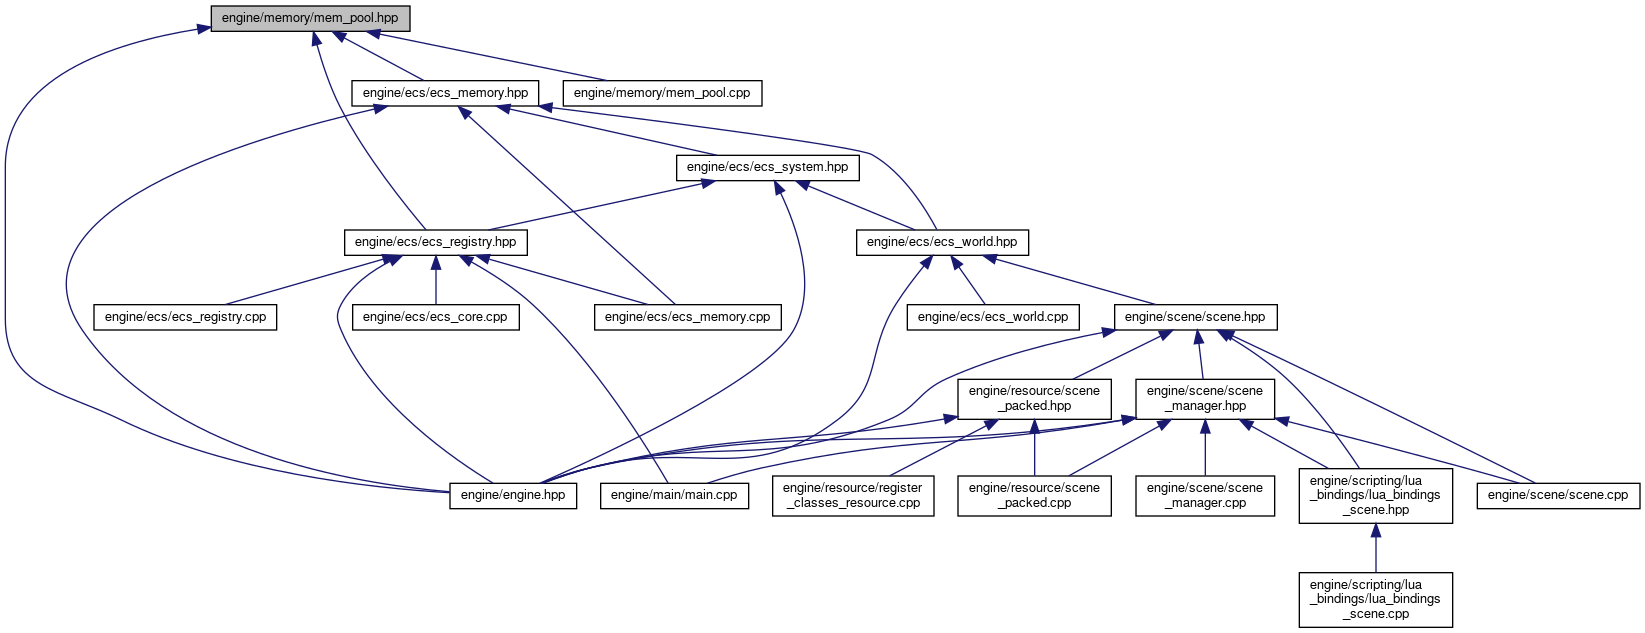 engine/memory/mem_pool.hpp
engine/ecs/ecs_memory.hpp
engine/memory/mem_pool.cpp
engine/ecs/ecs_system.hpp
engine/ecs/ecs_registry.hpp
engine/ecs/ecs_world.hpp
engine/ecs/ecs_registry.cpp
engine/ecs/ecs_core.cpp
engine/ecs/ecs_memory.cpp
engine/ecs/ecs_world.cpp
engine/scene/scene.hpp
engine/resource/scene
_packed.hpp
engine/scene/scene
_manager.hpp
engine/engine.hpp
engine/main/main.cpp
engine/resource/register
_classes_resource.cpp
engine/resource/scene
_packed.cpp
engine/scene/scene
_manager.cpp
engine/scripting/lua
_bindings/lua_bindings
_scene.hpp
engine/scene/scene.cpp
engine/scripting/lua
_bindings/lua_bindings
_scene.cpp